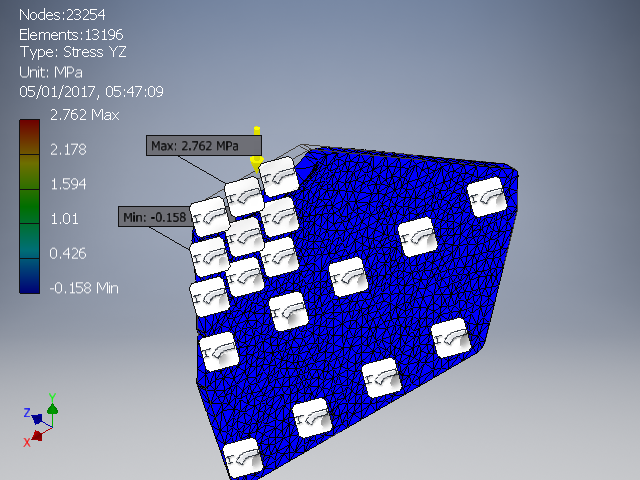 Nodes:23254
Elements:13196
Type: Stress YZ
Unit: MPa
05/01/2017, 05:47:09
2.762 Max
2.178
1.594
1.01
0.426
-0.158 Min
Max: 2.762 MPa
Min: -0.158
Y
Z
X